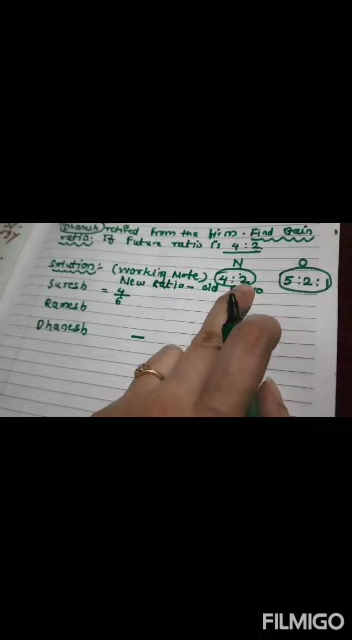 Dhanesh) retired from the firm. Find Gain
ratio. If Future ratio is 4:2
N O
Solution:- (Working Note) 4:2 5:2:1
New Ratio - old
Suresh = 4/6
Ramesh
Dhanesh —
FILMIGO